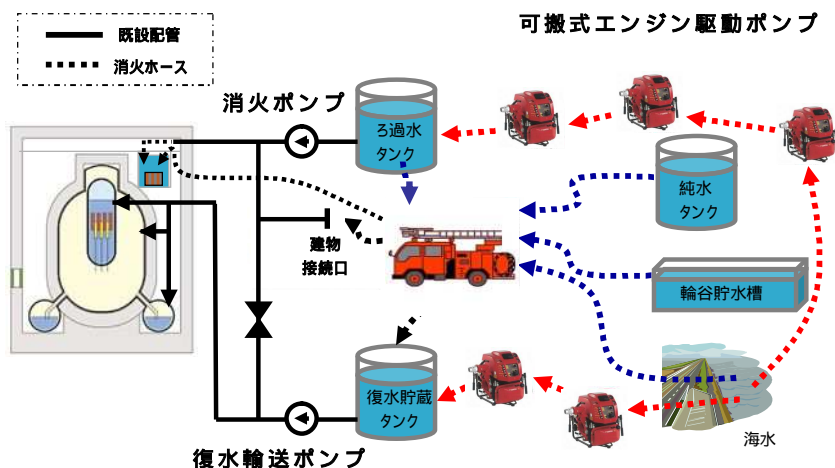 可搬式エンジン駆動ポンプ
既設配管
消火ホース
消火ポンプ
ろ過水
タンク
純水
タンク
建物
接続口
輪谷貯水槽
復水貯蔵
タンク
海水
復水輸送ポンプ